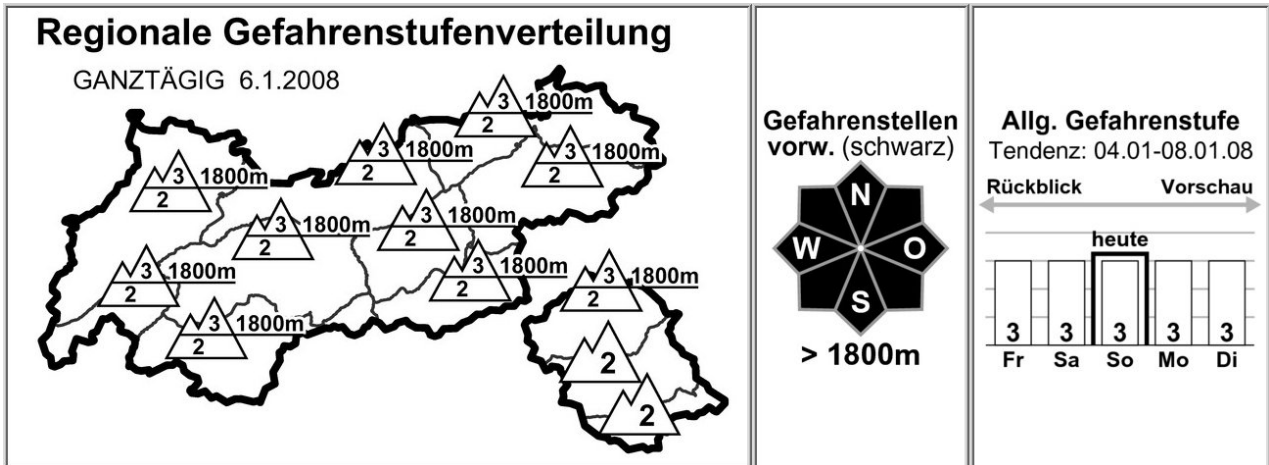 Regionale Gefahrenstufenverteilung
GANZTÄGIG 6.1.2008
3 1800m
2
3 1800m
2
3 1800m
2
3 1800m
2
3 1800m
2
3 1800m
2
3 1800m
2
3 1800m
2
3 1800m
2
3 1800m
2
2
2
Gefahrenstellen
vorw. (schwarz)
N
W O
S
> 1800m
Allg. Gefahrenstufe
Tendenz: 04.01-08.01.08
Rückblick Vorschau
heute
3 3 3 3 3
Fr Sa So Mo Di